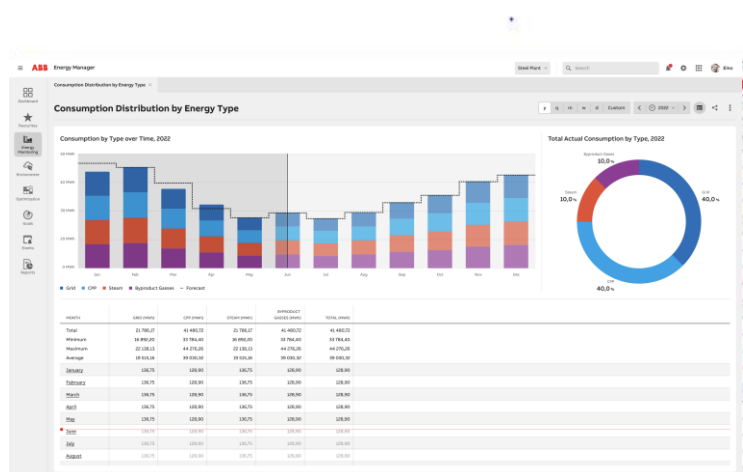 ABB Energy Manager
Steel Plant
Search
Consumption Distribution by Energy Type
Consumption Distribution by Energy Type
y q m w d Custom 2022
Dashboard
Favourites
Energy
Monitoring
Environment
Optimization
Goals
Events
Reports
Consumption by Type over Time, 2022
0 MWh
Jan Feb Mar Apr May Jun Jul Aug Sep Oct Nov Dec
Grid CPP Steam Byproduct Gasses Forecast
Total Actual Consumption by Type, 2022
Byproduct Gasses
10,0 %
Steam
10,0 %
Grid
40,0 %
CPP
40,0 %
MONTH GRID (MWh) CPP (MWh) STEAM (MWh) BYPRODUCT GASSES (MWh) TOTAL (MWh)
Total 21 786,17 41 460,72 21 786,17 41 460,72 41 460,72
Minimum 16 892,20 33 784,40 16 892,20 33 784,40 33 784,40
Maximum 22 138,13 44 276,26 22 138,13 44 276,26 44 276,26
Average 19 515,16 39 030,32 19 515,16 39 030,32 39 030,32
January 136,75 128,90 136,75 128,90 128,90
February 136,75 128,90 136,75 128,90 128,90
March 136,75 128,90 136,75 128,90 128,90
April 136,75 128,90 136,75 128,90 128,90
May 136,75 128,90 136,75 128,90 128,90
June 136,75 128,90 136,75 128,90 128,90
July 136,75 128,90 136,75 128,90 128,90
August 136,75 128,90 136,75 128,90 128,90